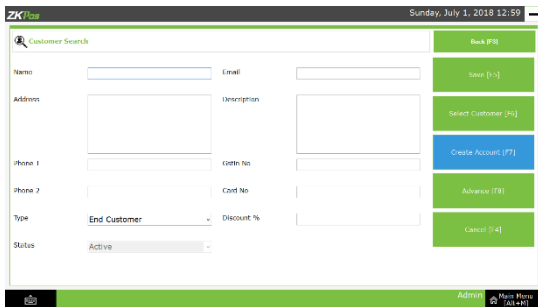 ZKPos
Sunday, July 1, 2018 12:59
Customer Search
Back [F3]
Name
Email
Save [F5]
Address
Description
Select Customer [F6]
Create Account [F7]
Phone 1
GstIn No
Phone 2
Card No
Advance [F8]
Type
End Customer
Discount %
Cancel [F4]
Status
Active
Admin
Main Menu
[Alt+M]